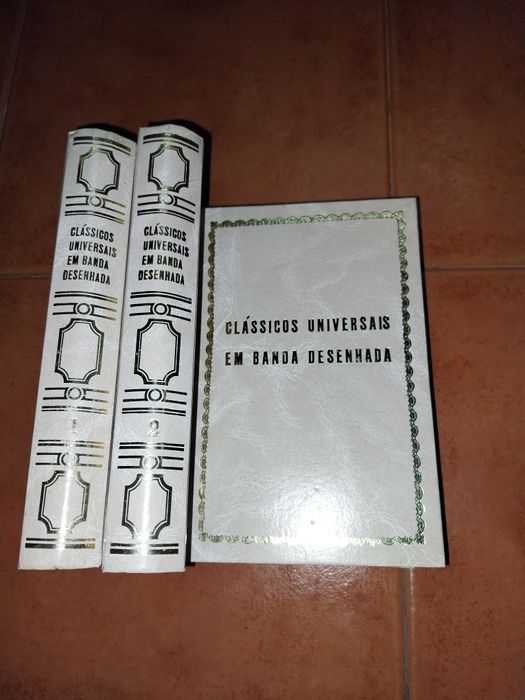 CLÁSSICOS
UNIVERSAIS
EM BANDA
DESENHADA
1
CLÁSSICOS
UNIVERSAIS
EM BANDA
DESENHADA
2
CLÁSSICOS UNIVERSAIS
EM BANDA DESENHADA